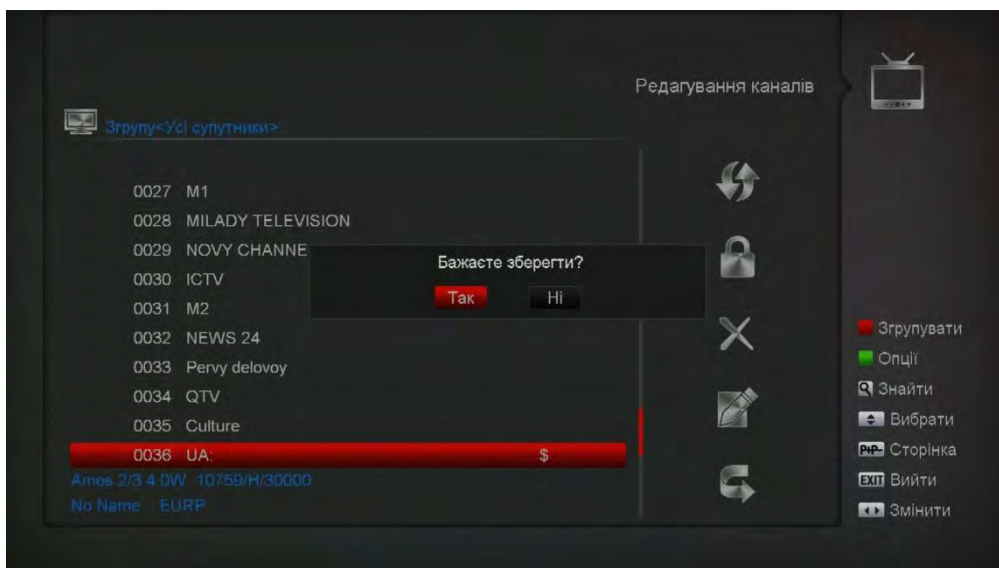 Редагування каналів
Згрупу<Усі супутники>
0027 M1
0028 MILADY TELEVISION
0029 NOVY CHANNE
0030 ICTV
0031 M2
0032 NEWS 24
0033 Pervy delovoy
0034 QTV
0035 Culture
0036 UA: $
Amos 2/3 4 0W 10759/H/30000
No Name EURP
Бажаєте зберегти?
Так Ні
Згрупувати
Опції
Знайти
Вибрати
P+P- Сторінка
EXIT Вийти
Змінити